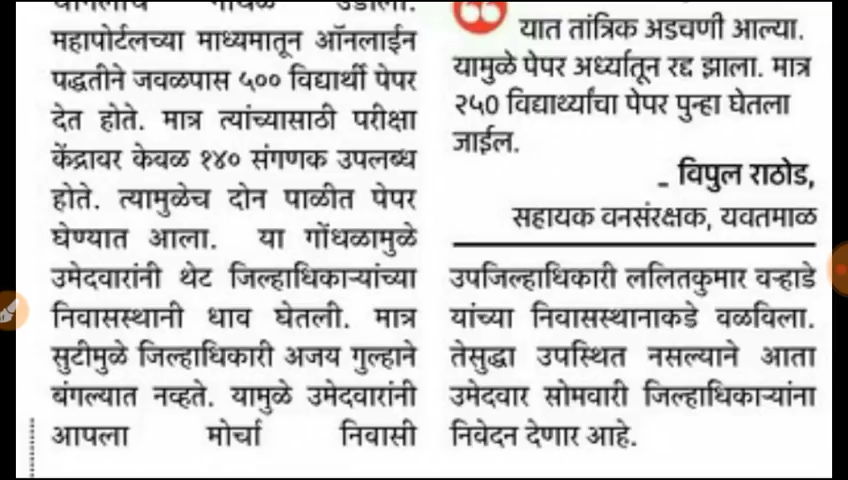 महापोर्टलच्या माध्यमातून ऑनलाईन
पद्धतीने जवळपास ५०० विद्यार्थी पेपर
देत होते. मात्र त्यांच्यासाठी परीक्षा
केंद्रावर केवळ १४० संगणक उपलब्ध
होते. त्यामुळेच दोन पाळीत पेपर
घेण्यात आला. या गोंधळामुळे
उमेदवारांनी थेट जिल्हाधिकाऱ्यांच्या
निवासस्थानी धाव घेतली. मात्र
सुटीमुळे जिल्हाधिकारी अजय गुल्हाने
बंगल्यात नव्हते. यामुळे उमेदवारांनी
आपला मोर्चा निवासी
यात तांत्रिक अडचणी आल्या.
यामुळे पेपर अर्ध्यातून रद्द झाला. मात्र
२५० विद्यार्थ्यांचा पेपर पुन्हा घेतला
जाईल.
- विपुल राठोड,
सहायक वनसंरक्षक, यवतमाळ
उपजिल्हाधिकारी ललितकुमार वऱ्हाडे
यांच्या निवासस्थानाकडे वळविला.
तेसुद्धा उपस्थित नसल्याने आता
उमेदवार सोमवारी जिल्हाधिकाऱ्यांना
निवेदन देणार आहे.